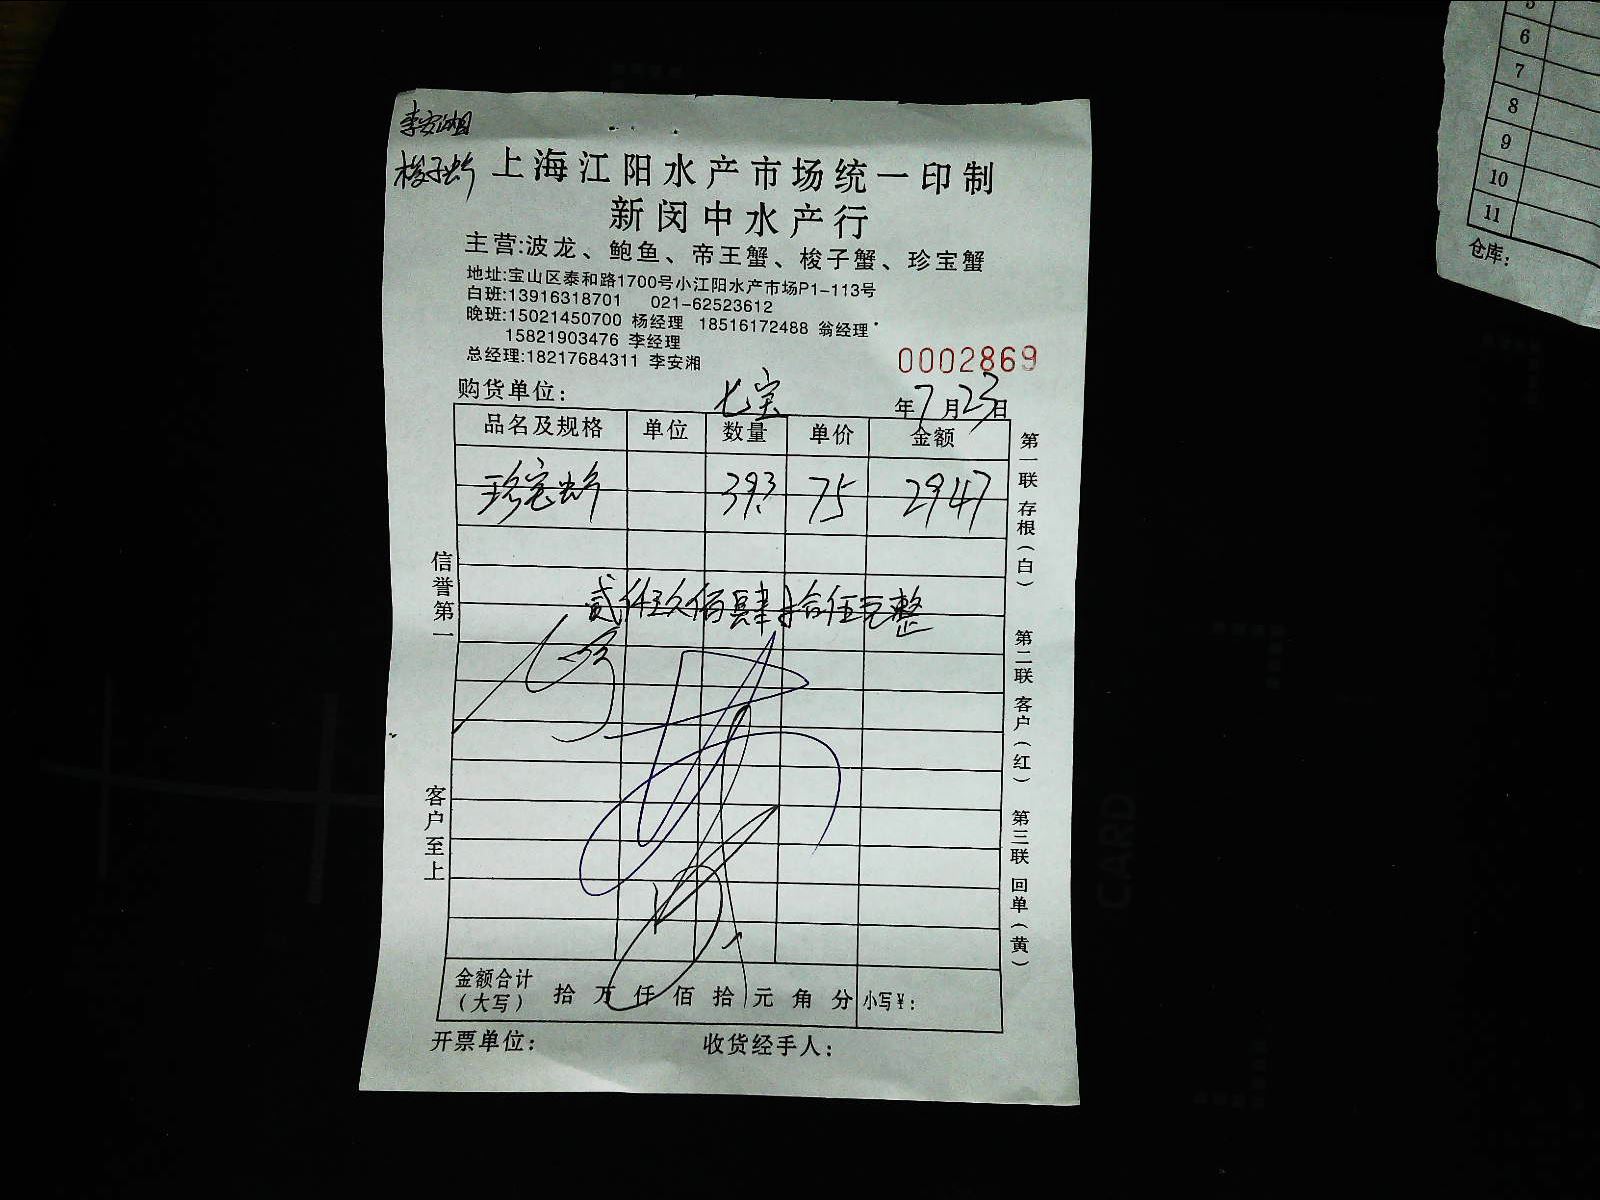 李安湘
梭子蟹
上海江阳水产市场统一印制
新闵中水产行
主营:波龙、鲍鱼、帝王蟹、梭子蟹、珍宝蟹
地址:宝山区泰和路1700号小江阳水产市场P1-113号
白班:13916318701 021-62523612
晚班:15021450700 杨经理 18516172488 翁经理
15821903476 李经理
总经理:18217684311 李安湘
0002869
购货单位: 七宝 年7月23日
品名及规格 单位 数量 单价 金额
珍宝蟹 39.3 75 2947
贰仟玖佰肆拾伍元整
金额合计(大写) 拾 万 仟 佰 拾 元 角 分 小写¥:
开票单位: 收货经手人:
信誉第一
客户至上
第一联 存根(白)
第二联 客户(红)
第三联 回单(黄)
5
6
7
8
9
10
11
仓库:
CARD